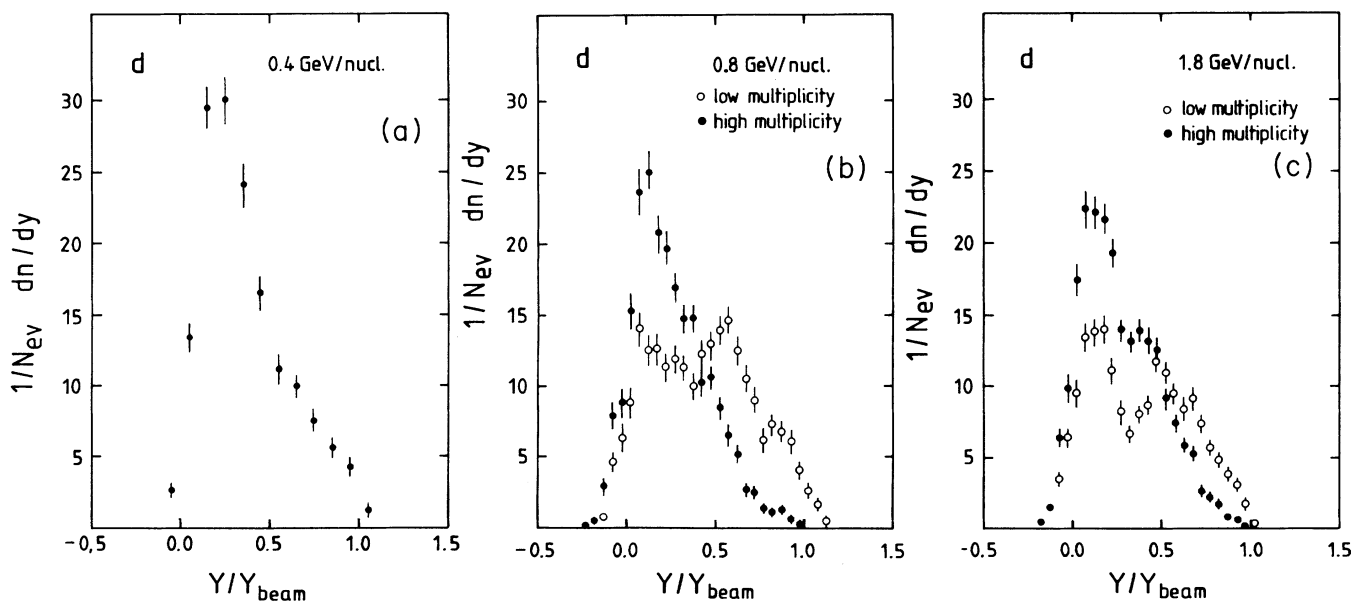 d
0.4 GeV/nucl.
(a)
30
25
20
15
10
5
-0.5 0.0 0.5 1.0 1.5
1/Nev dn/dy
Y/Ybeam
d
0.8 GeV/nucl.
○ low multiplicity
● high multiplicity
(b)
30
25
20
15
10
5
-0.5 0.0 0.5 1.0 1.5
1/Nev dn/dy
Y/Ybeam
d
1.8 GeV/nucl.
○ low multiplicity
● high multiplicity
(c)
30
25
20
15
10
5
-0.5 0.0 0.5 1.0 1.5
1/Nev dn/dy
Y/Ybeam